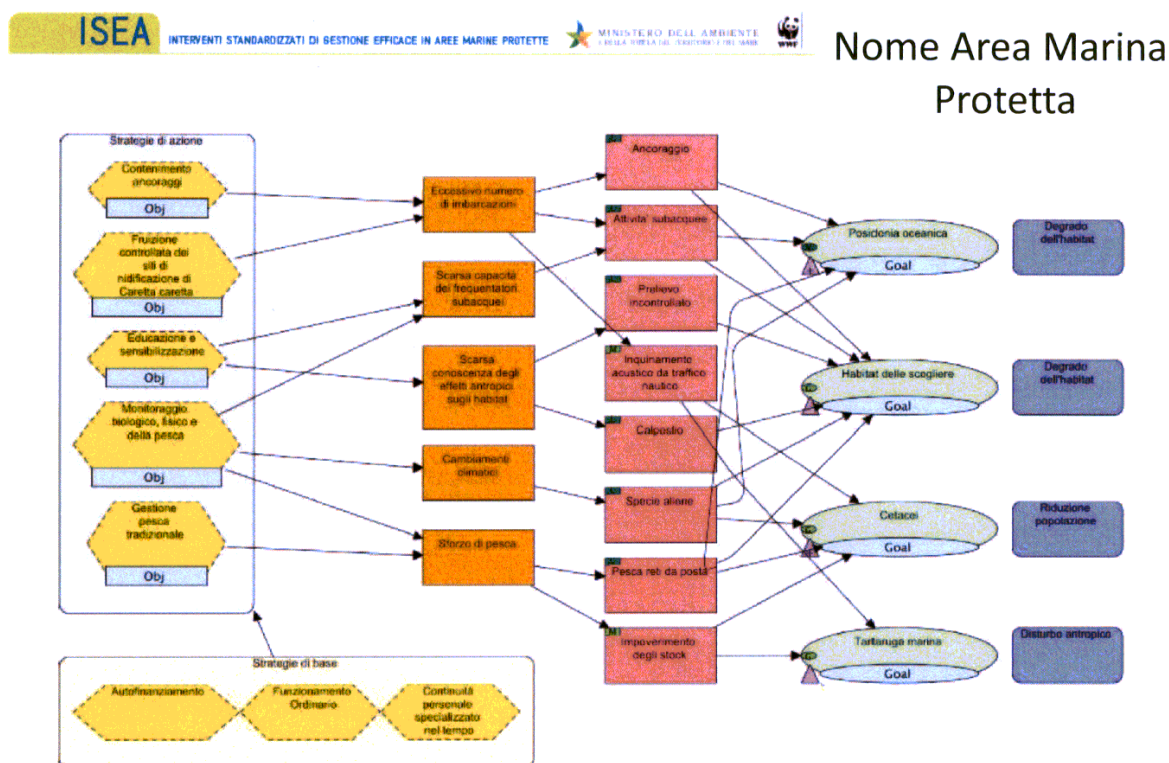 ISEA
INTERVENTI STANDARDIZZATI DI GESTIONE EFFICACE IN AREE MARINE PROTETTE
MINISTERO DELL'AMBIENTE
E DELLA TUTELA DEL TERRITORIO E DEL MARE
WWF
Nome Area Marina
Protetta
Strategie di azione
Contenimento
ancoraggi
Obj
Fruizione
controllata dei
siti di
nidificazione di
Caretta caretta
Obj
Educazione e
sensibilizzazione
Obj
Monitoraggio
biologico, fisico e
della pesca
Obj
Gestione
pesca
tradizionale
Obj
Eccessivo numero
di imbarcazioni
Scarsa capacità
dei frequentatori
subacquei
Scarsa
conoscenza degli
effetti antropici
sugli habitat
Cambiamenti
climatici
Sforzo di pesca
Ancoraggio
Attivita' subacquee
Prelievo
incontrollato
Inquinamento
acustico da traffico
nautico
Calpestio
Specie aliene
Pesca reti da posta
Impoverimento
degli stock
Posidonia oceanica
Goal
Habitat delle scogliere
Goal
Cetacei
Goal
Tartaruga marina
Goal
Degrado
dell'habitat
Degrado
dell'habitat
Riduzione
popolazione
Disturbo antropico
Strategie di base
Autofinanziamento
Funzionamento
Ordinario
Continuità
personale
specializzato
nel tempo